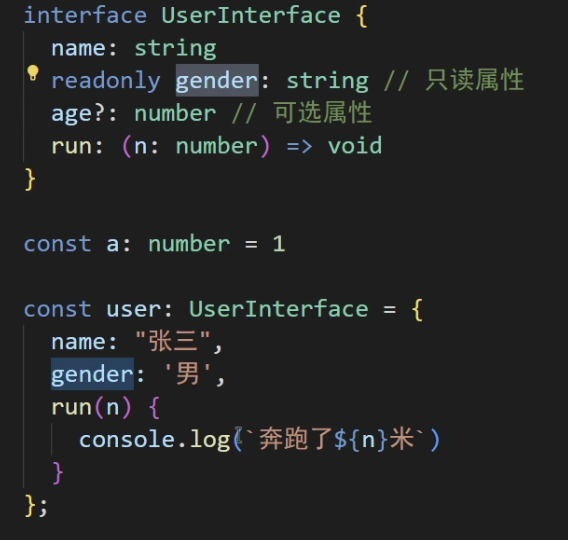 interface UserInterface {
name: string
readonly gender: string // 只读属性
age?: number // 可选属性
run: (n: number) => void
}
const a: number = 1
const user: UserInterface = {
name: "张三",
gender: '男',
run(n) {
console.log(`奔跑了${n}米`)
}
};